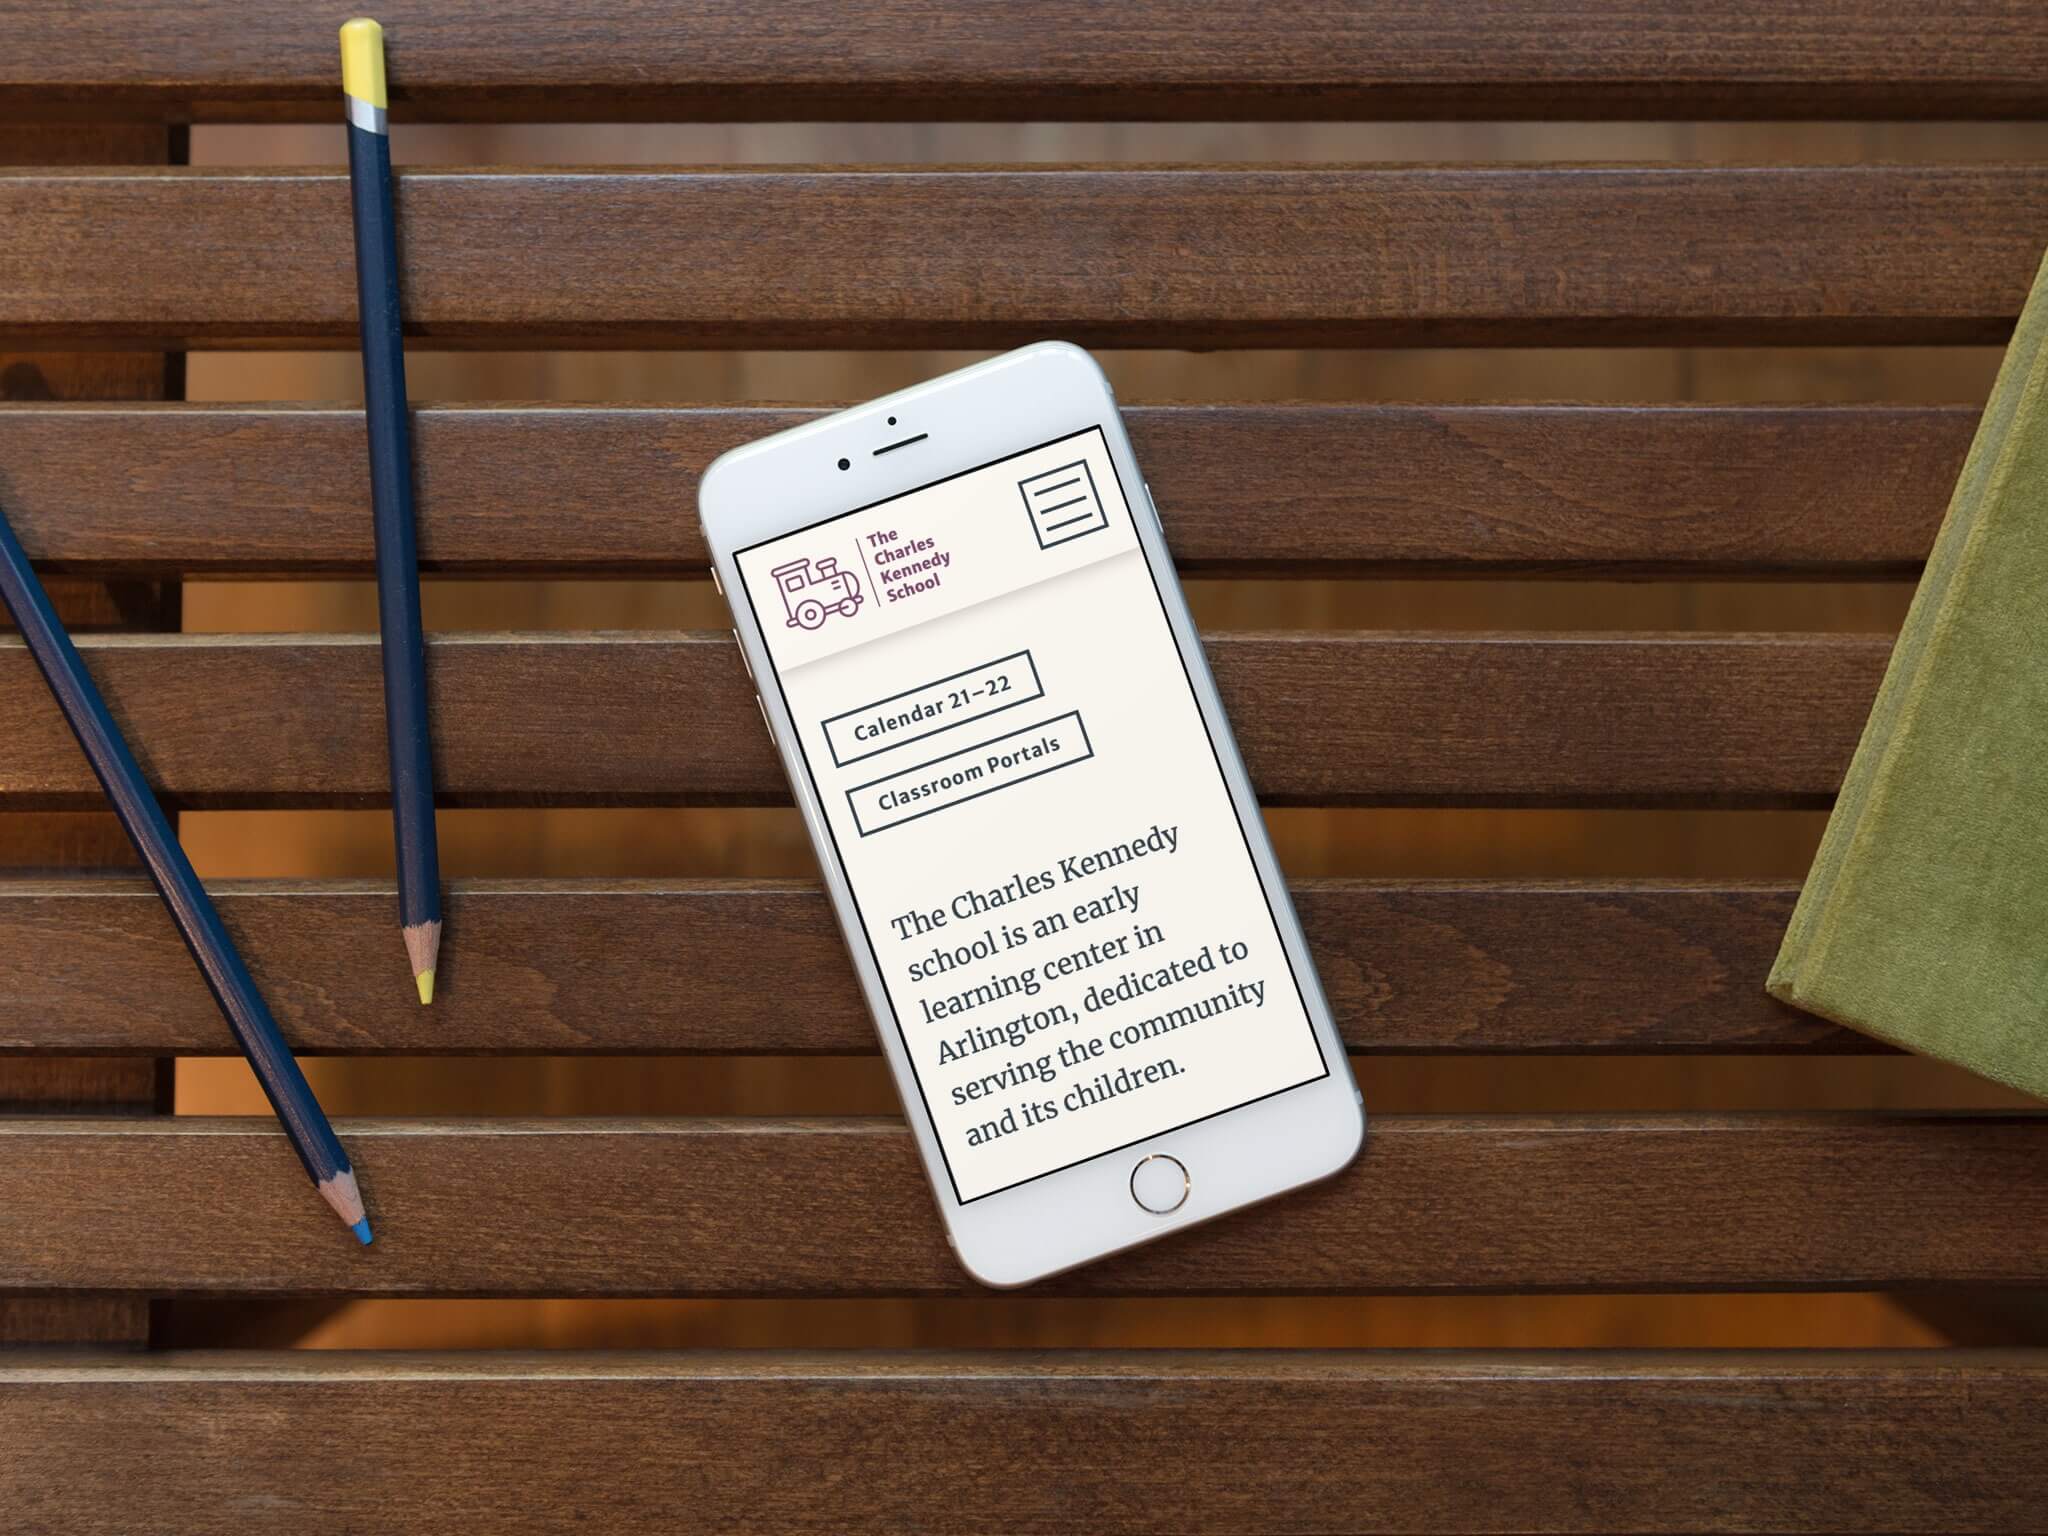 The
Charles
Kennedy
School
Calendar 21–22
Classroom Portals
The Charles Kennedy
school is an early
learning center in
Arlington, dedicated to
serving the community
and its children.